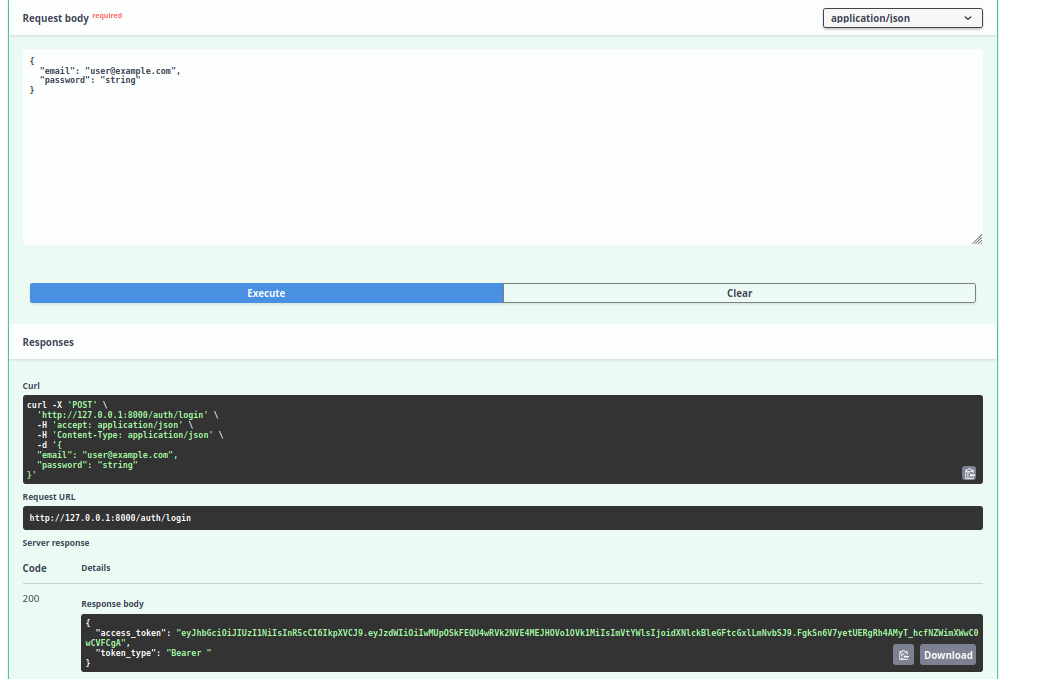 Request body required
application/json
{
"email": "user@example.com",
"password": "string"
}
Execute
Clear
Responses
Curl
curl -X 'POST' \
'http://127.0.0.1:8000/auth/login' \
-H 'accept: application/json' \
-H 'Content-Type: application/json' \
-d '{
"email": "user@example.com",
"password": "string"
}'
Request URL
http://127.0.0.1:8000/auth/login
Server response
Code
Details
200
Response body
{
"access_token": "eyJhbGciOiJIUzI1NiIsInR5cCI6IkpXVCJ9.eyJzdWIiOiIwMUpOSkFEQU4wRVk2NVE4MEJHOVo1OVk1MiIsImVtYWlsIjoidXNlckBleGFtcGxlLmNvbSJ9.FgkSn6V7yetUERgRh4AMyT_hcfNZWimXWwC0
wCVFCgA",
"token_type": "Bearer "
}
Download